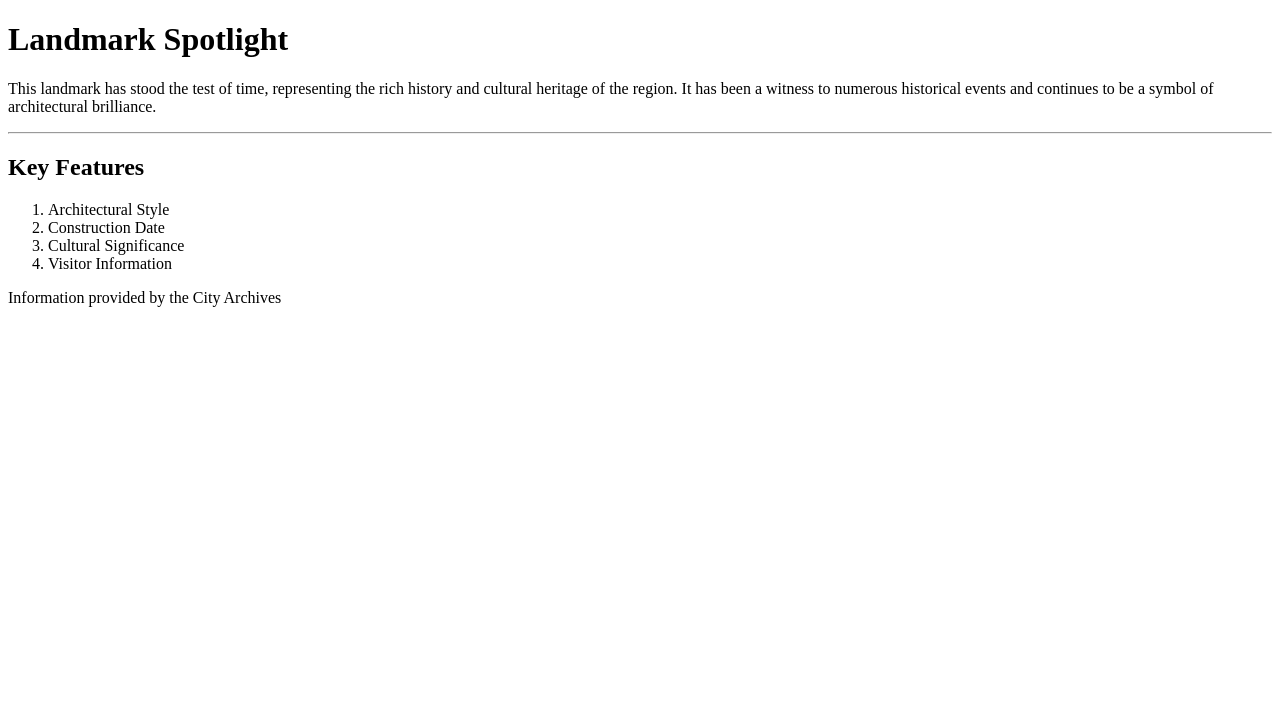 Landmark Spotlight
This landmark has stood the test of time, representing the rich history and cultural heritage of the region. It has been a witness to numerous historical events and continues to be a symbol of
architectural brilliance.
Key Features
1. Architectural Style
2. Construction Date
3. Cultural Significance
4. Visitor Information
Information provided by the City Archives